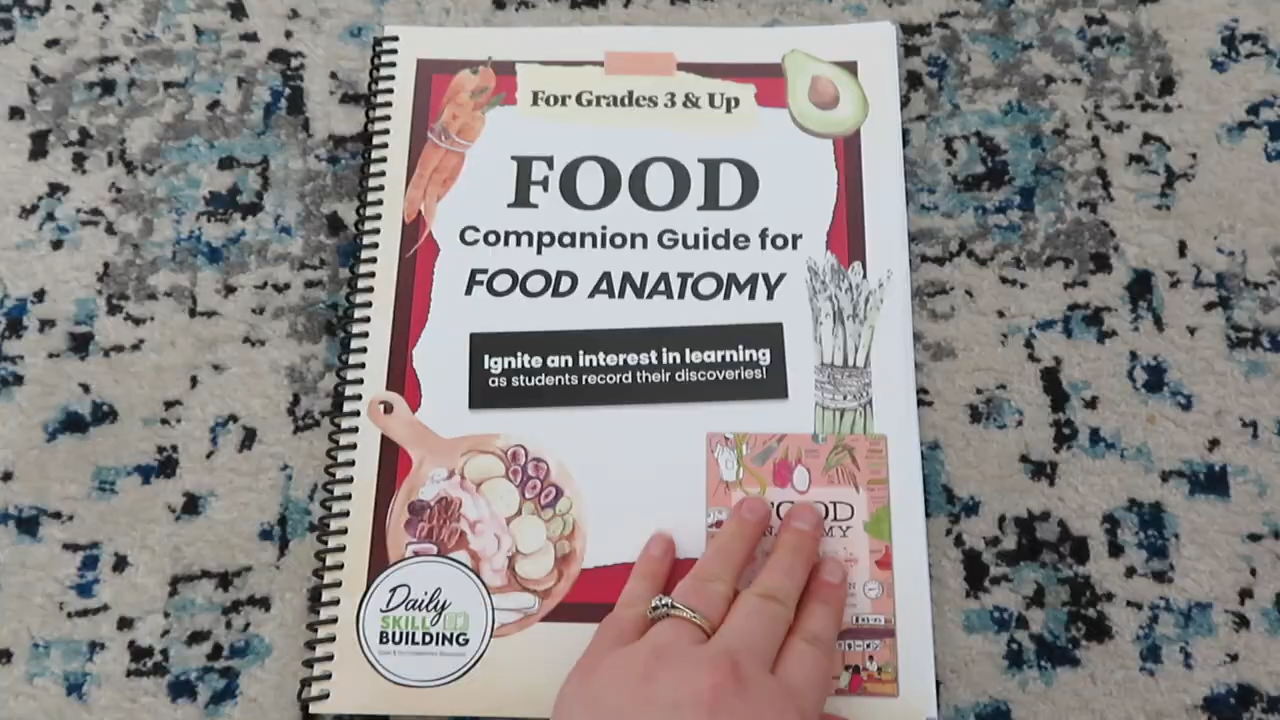 For Grades 3 & Up
FOOD
Companion Guide for
FOOD ANATOMY
Ignite an interest in learning
as students record their discoveries!
Daily
SKILL
BUILDING